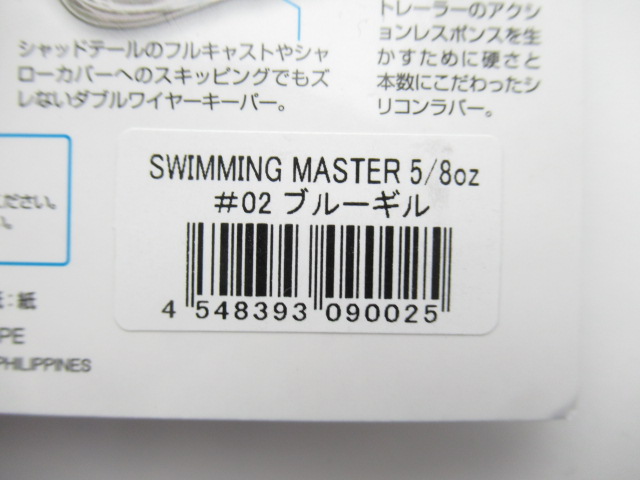 シャッドテールのフルキャストやシャ
ローカバーへのスキッピングでもズ
レないダブルワイヤーキーパー。
トレーラーのアクシ
ョンレスポンスを生
かすために硬さと
本数にこだわったシ
リコンラバー。
ください。
い。
SWIMMING MASTER 5/8oz
#02 ブルーギル
4 548393 090025
:紙
PE
PHILIPPINES